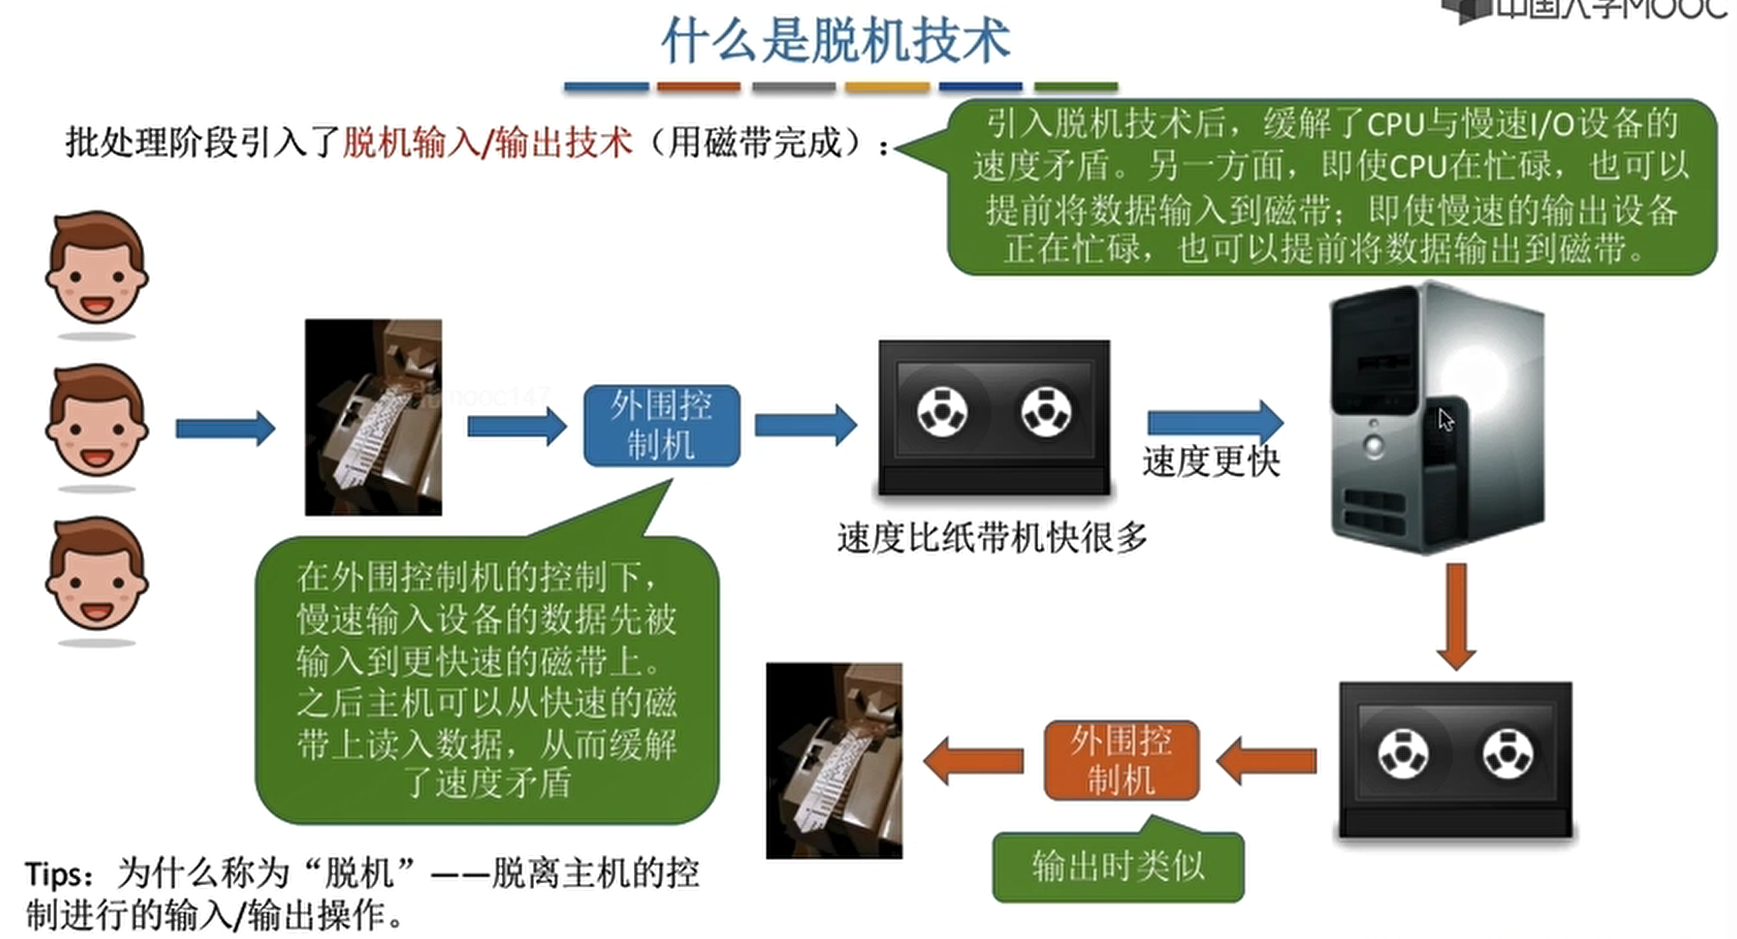 中国大学MOOC
什么是脱机技术
批处理阶段引入了脱机输入/输出技术（用磁带完成）：
引入脱机技术后，缓解了CPU与慢速I/O设备的
速度矛盾。另一方面，即使CPU在忙碌，也可以
提前将数据输入到磁带；即使慢速的输出设备
正在忙碌，也可以提前将数据输出到磁带。
外围控
制机
速度更快
速度比纸带机快很多
在外围控制机的控制下，
慢速输入设备的数据先被
输入到更快速的磁带上。
之后主机可以从快速的磁
带上读入数据，从而缓解
了速度矛盾
外围控
制机
输出时类似
Tips：为什么称为“脱机”——脱离主机的控
制进行的输入/输出操作。